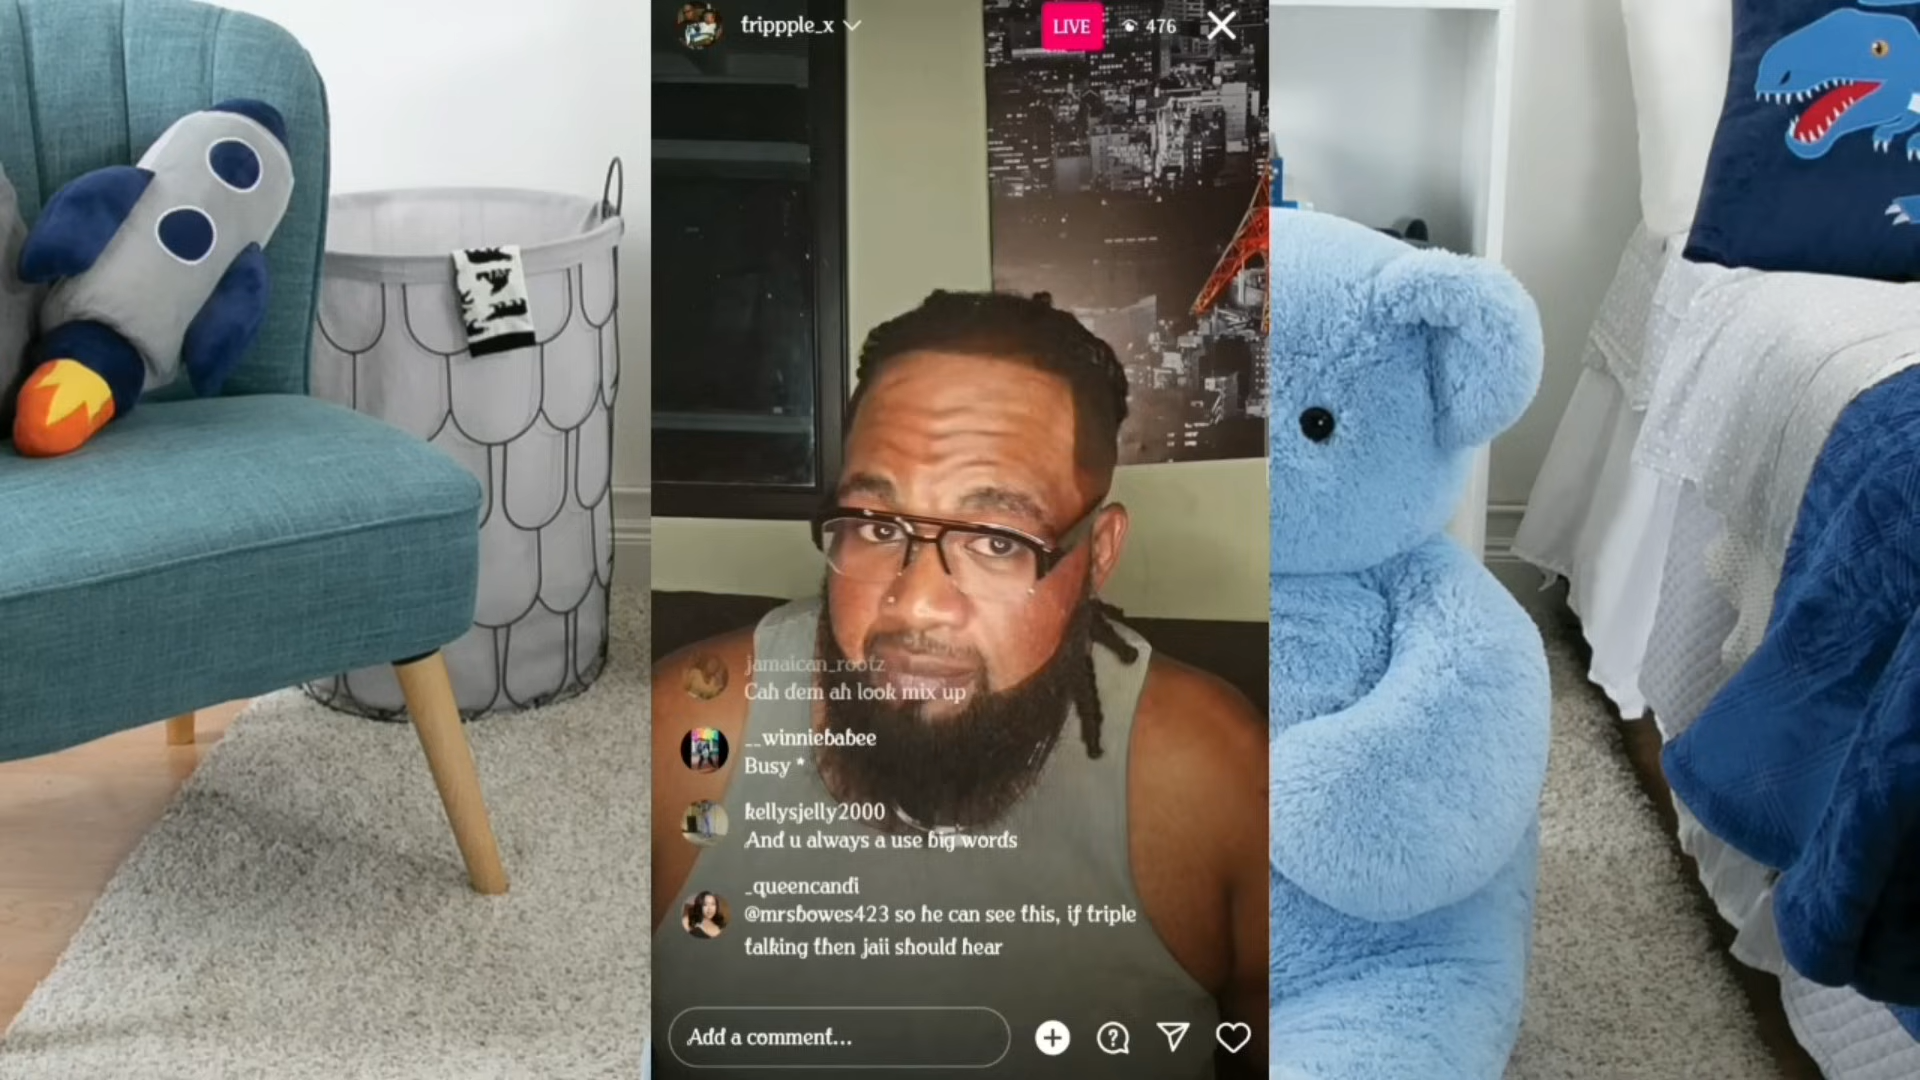 trippple_x
LIVE
476
jamaican_rootz
Cah dem ah look mix up
__winniebabee
Busy *
kellysjelly2000
And u always a use big words
_queencandi
@mrsbowes423 so he can see this, if triple
talking then jaii should hear
Add a comment...